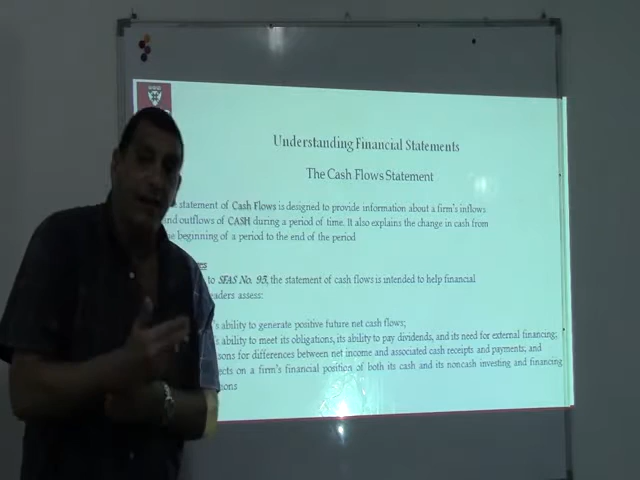 Understanding Financial Statements
The Cash Flows Statement
statement of Cash Flows is designed to provide information about a firm's inflows
and outflows of CASH during a period of time. It also explains the change in cash from
beginning of a period to the end of the period
to SFAS No. 95, the statement of cash flows is intended to help financial
assess:
ability to generate positive future net cash flows;
ability to meet its obligations, its ability to pay dividends, and its need for external financing;
for differences between net income and associated cash receipts and payments; and
on a firm's financial position of both its cash and its noncash investing and financing